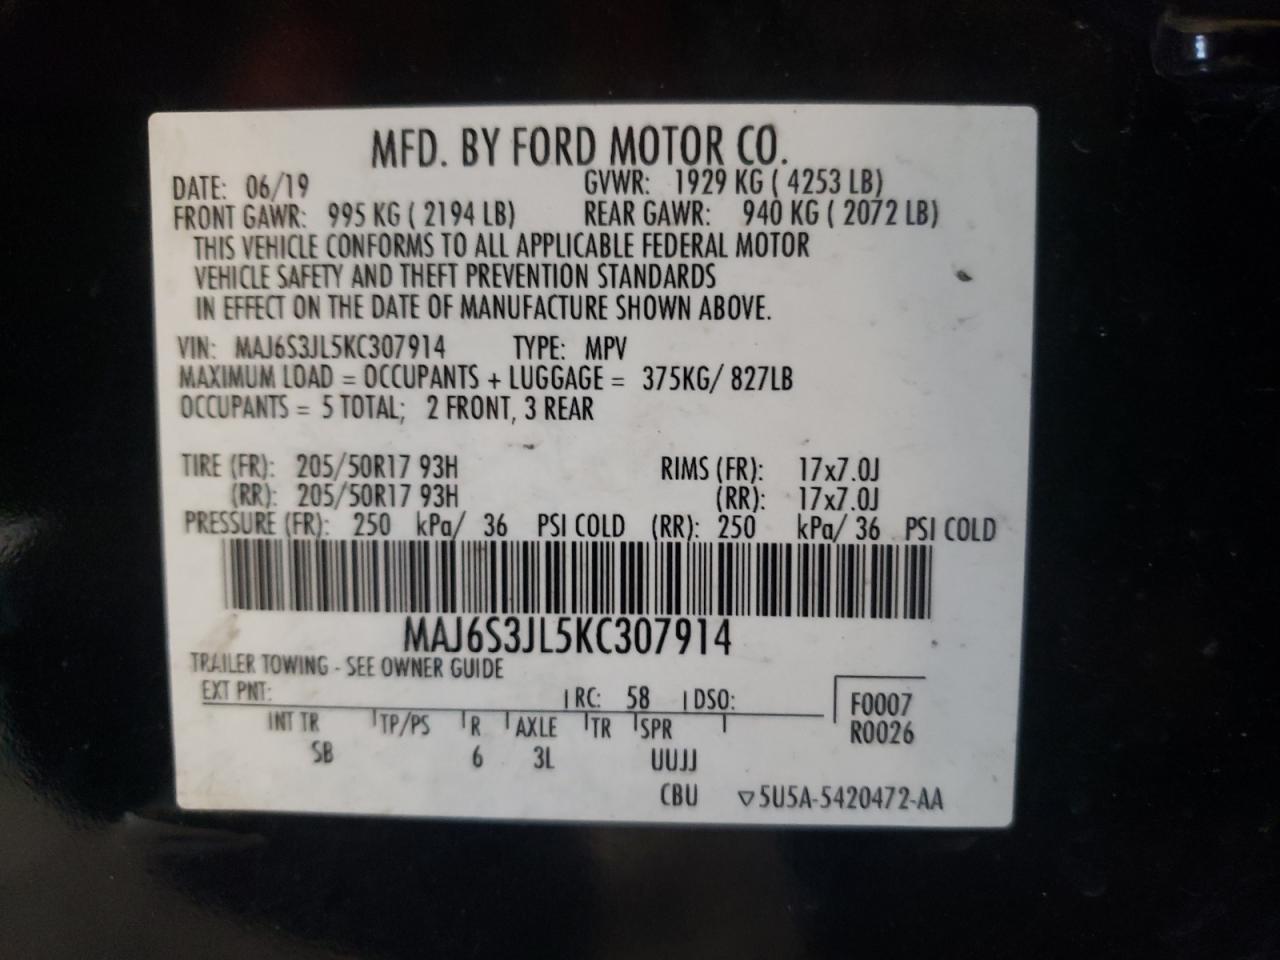 MFD. BY FORD MOTOR CO.
DATE: 06/19 GVWR: 1929 KG ( 4253 LB)
FRONT GAWR: 995 KG ( 2194 LB) REAR GAWR: 940 KG ( 2072 LB)
THIS VEHICLE CONFORMS TO ALL APPLICABLE FEDERAL MOTOR
VEHICLE SAFETY AND THEFT PREVENTION STANDARDS
IN EFFECT ON THE DATE OF MANUFACTURE SHOWN ABOVE.
VIN: MAJ6S3JL5KC307914 TYPE: MPV
MAXIMUM LOAD = OCCUPANTS + LUGGAGE = 375KG/ 827LB
OCCUPANTS = 5 TOTAL; 2 FRONT, 3 REAR
TIRE (FR): 205/50R17 93H RIMS (FR): 17x7.0J
(RR): 205/50R17 93H (RR): 17x7.0J
PRESSURE (FR): 250 kPa/ 36 PSI COLD (RR): 250 kPa/ 36 PSI COLD
MAJ6S3JL5KC307914
TRAILER TOWING - SEE OWNER GUIDE
EXT PNT: RC: 58 DSO: F0007
INT TR TP/PS R AXLE TR SPR R0026
SB 6 3L UUJJ
CBU ▽5U5A-5420472-AA